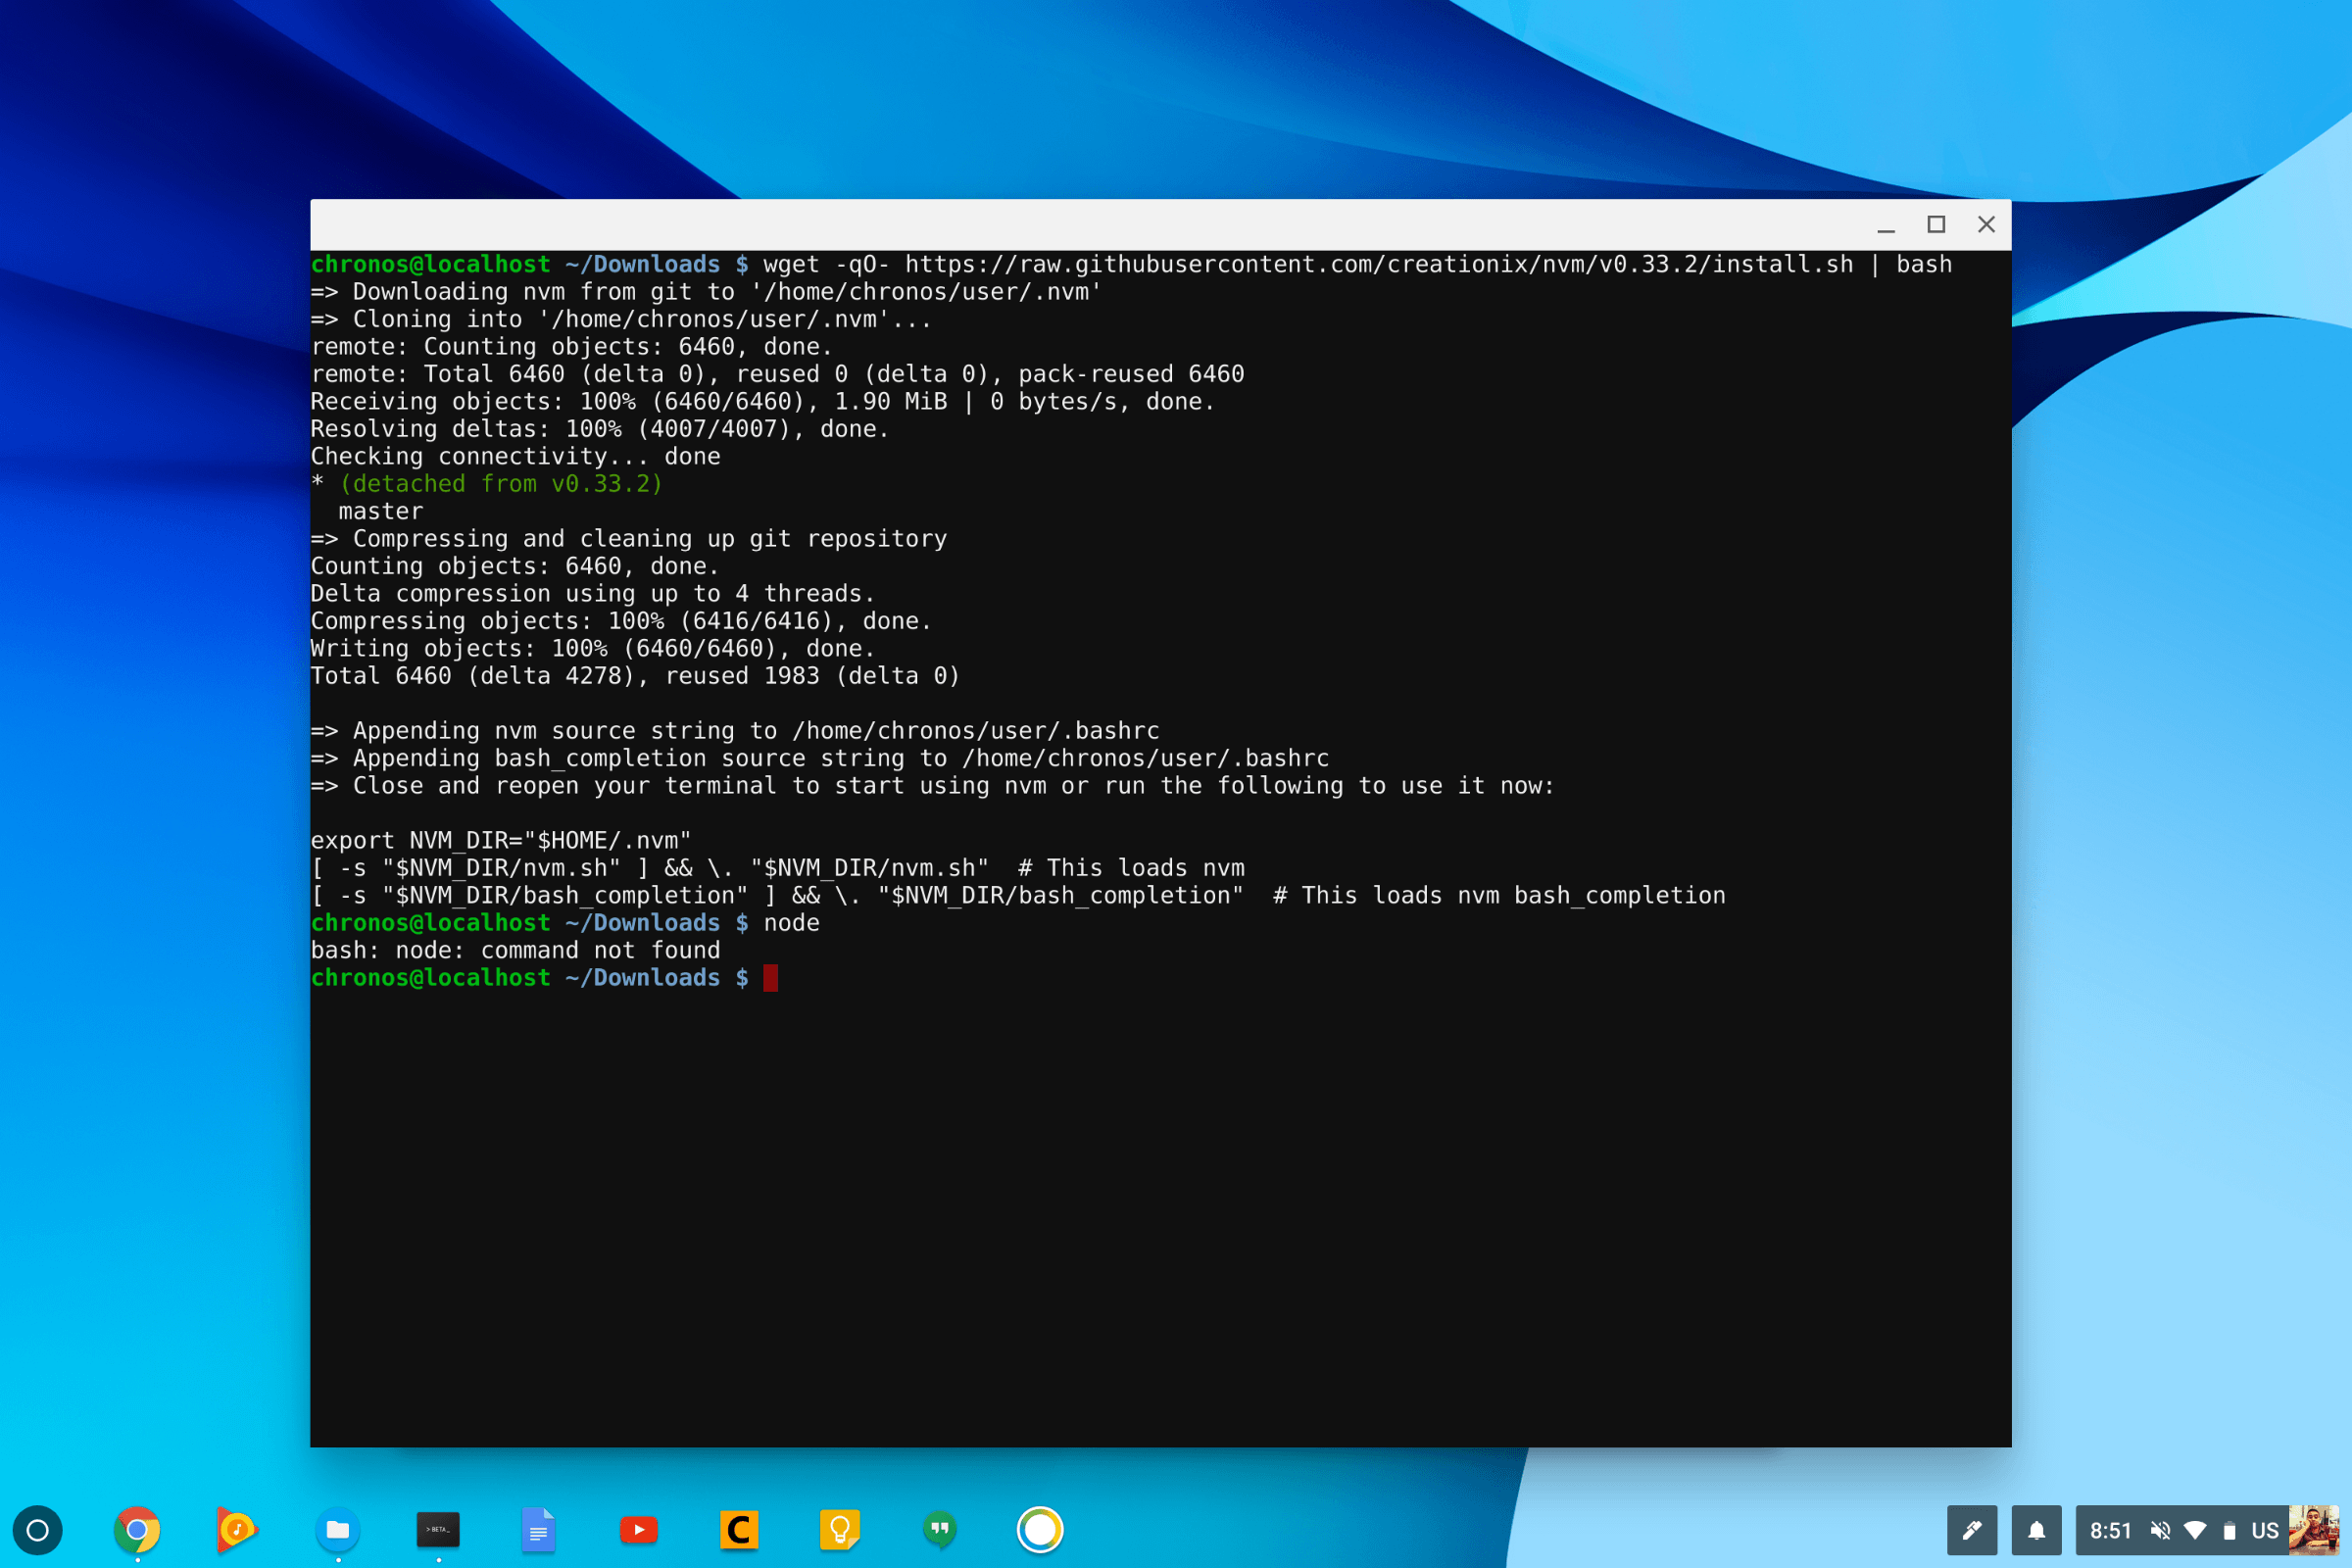 chronos@localhost ~/Downloads $ wget -qO- https://raw.githubusercontent.com/creationix/nvm/v0.33.2/install.sh | bash
=> Downloading nvm from git to '/home/chronos/user/.nvm'
=> Cloning into '/home/chronos/user/.nvm'...
remote: Counting objects: 6460, done.
remote: Total 6460 (delta 0), reused 0 (delta 0), pack-reused 6460
Receiving objects: 100% (6460/6460), 1.90 MiB | 0 bytes/s, done.
Resolving deltas: 100% (4007/4007), done.
Checking connectivity... done
* (detached from v0.33.2)
  master
=> Compressing and cleaning up git repository
Counting objects: 6460, done.
Delta compression using up to 4 threads.
Compressing objects: 100% (6416/6416), done.
Writing objects: 100% (6460/6460), done.
Total 6460 (delta 4278), reused 1983 (delta 0)
=> Appending nvm source string to /home/chronos/user/.bashrc
=> Appending bash_completion source string to /home/chronos/user/.bashrc
=> Close and reopen your terminal to start using nvm or run the following to use it now:
export NVM_DIR="$HOME/.nvm"
[ -s "$NVM_DIR/nvm.sh" ] && \. "$NVM_DIR/nvm.sh"  # This loads nvm
[ -s "$NVM_DIR/bash_completion" ] && \. "$NVM_DIR/bash_completion"  # This loads nvm bash_completion
chronos@localhost ~/Downloads $ node
bash: node: command not found
chronos@localhost ~/Downloads $
>BETA_
C
8:51 US